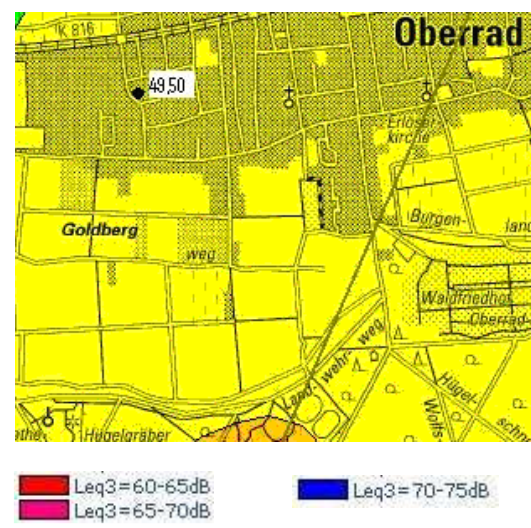 Oberrad
K 816
49,50
Erlöser-
kirche
Goldberg
Burgen-
land
weg
Waldfriedhof
Oberrad
Land-
wehr-
weg
Hügel-
Wolfs-
Hügelgräber
Leq3=60-65dB
Leq3=70-75dB
Leq3=65-70dB